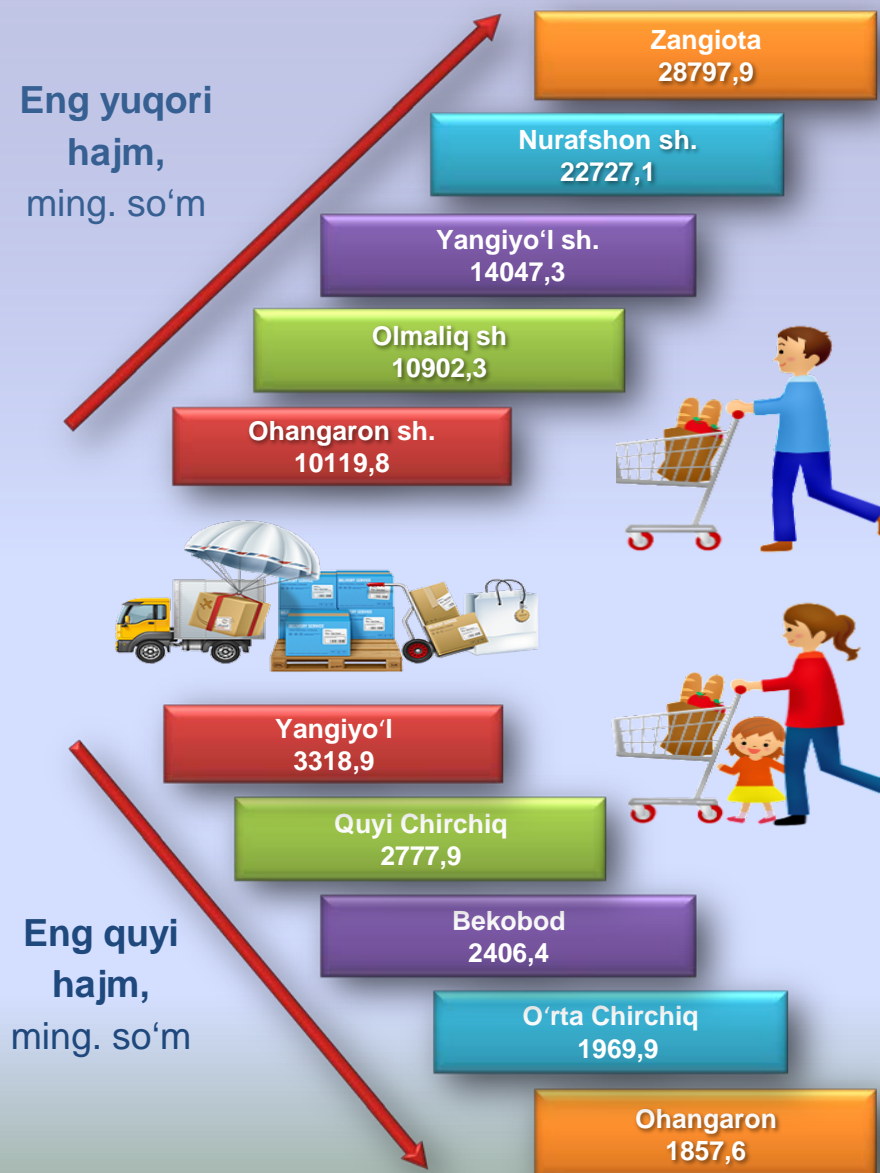 Zangiota
28797,9
Eng yuqori
hajm,
ming. so‘m
Nurafshon sh.
22727,1
Yangiyo‘l sh.
14047,3
Olmaliq sh
10902,3
Ohangaron sh.
10119,8
Yangiyo‘l
3318,9
Quyi Chirchiq
2777,9
Bekobod
2406,4
Eng quyi
hajm,
ming. so‘m
O‘rta Chirchiq
1969,9
Ohangaron
1857,6